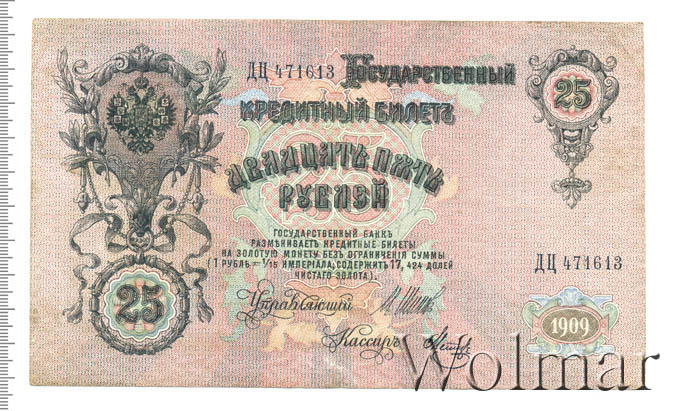 ДЦ 471613 Государственный
25
Кредитный Билетъ
Двадцать пять
Рублей
ГОСУДАРСТВЕННЫЙ БАНКЪ
РАЗМѢНИВАЕТЪ КРЕДИТНЫЕ БИЛЕТЫ
НА ЗОЛОТУЮ МОНЕТУ БЕЗЪ ОГРАНИЧЕНІЯ СУММЫ
(1 РУБЛЬ = 1/15 ИМПЕРІАЛА, СОДЕРЖИТЪ 17,424 ДОЛЕЙ
ЧИСТАГО ЗОЛОТА).
ДЦ 471613
25
Управляющій
Кассиръ
1909
Wolmar